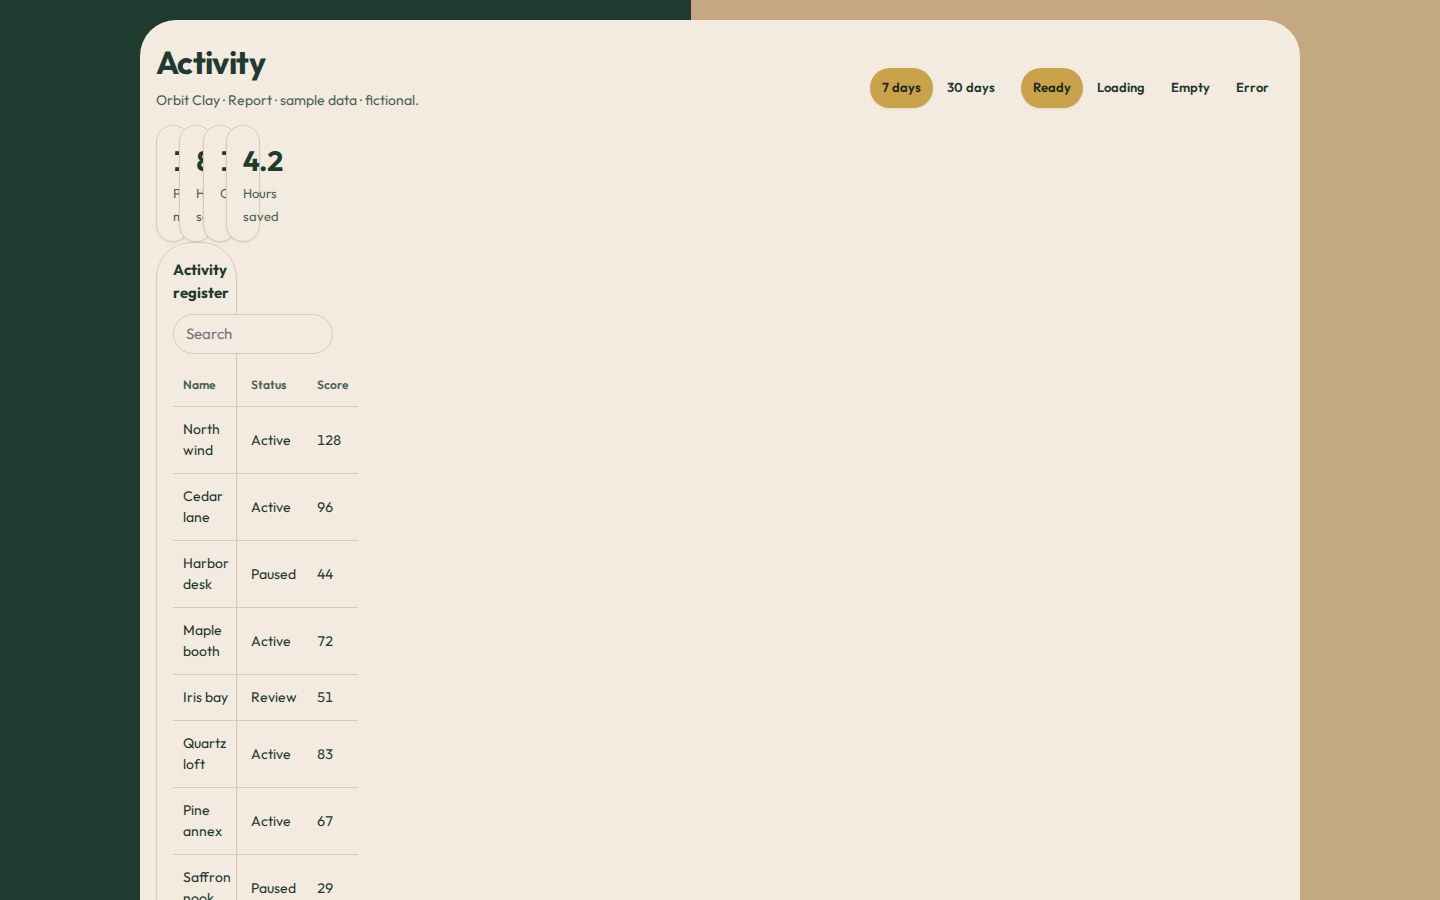 Activity
Orbit Clay · Report · sample data · fictional.
7 days 30 days Ready Loading Empty Error
4.2
Hours
saved
Activity
register
Search
Name Status Score
North
wind Active 128
Cedar
lane Active 96
Harbor
desk Paused 44
Maple
booth Active 72
Iris bay Review 51
Quartz
loft Active 83
Pine
annex Active 67
Saffron
nook Paused 29